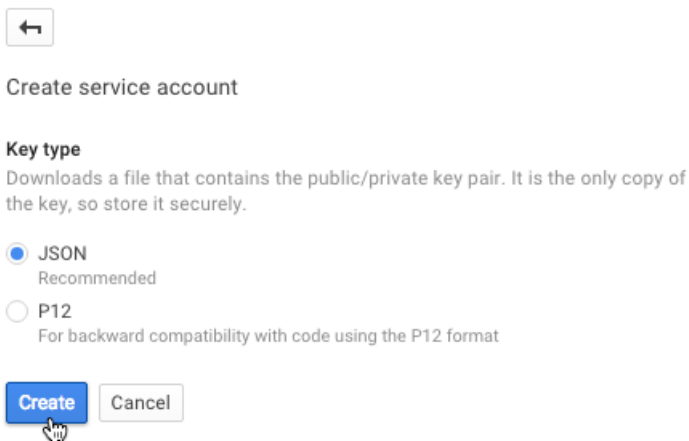 Create service account
Key type
Downloads a file that contains the public/private key pair. It is the only copy of
the key, so store it securely.
JSON
Recommended
P12
For backward compatibility with code using the P12 format
Create Cancel